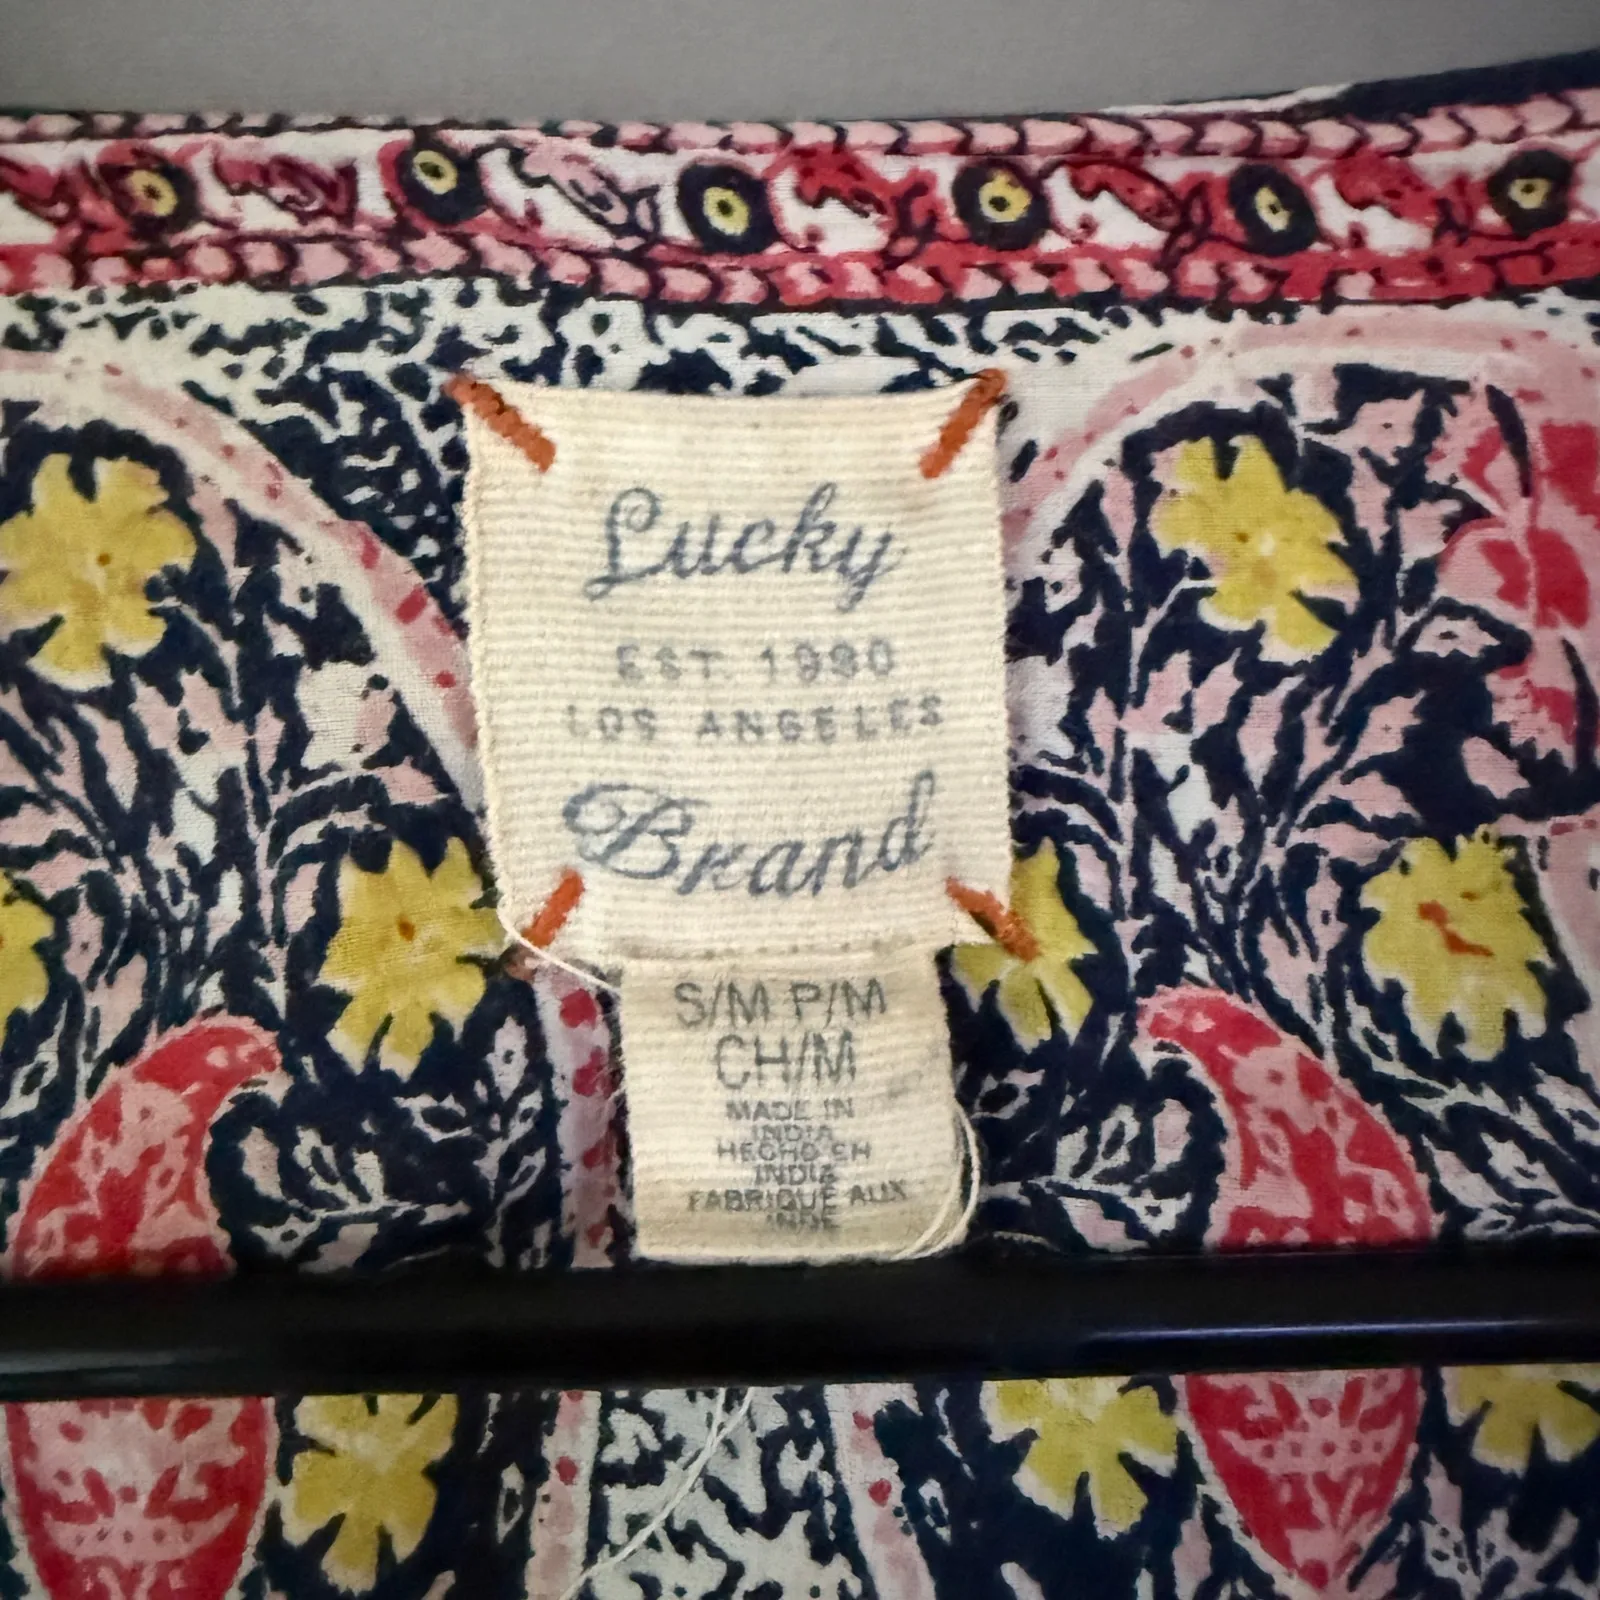 Lucky
EST. 1990
LOS ANGELES
Brand
S/M P/M
CH/M
MADE IN
INDIA
HECHO EN
INDIA
FABRIQUÉ AUX
INDE